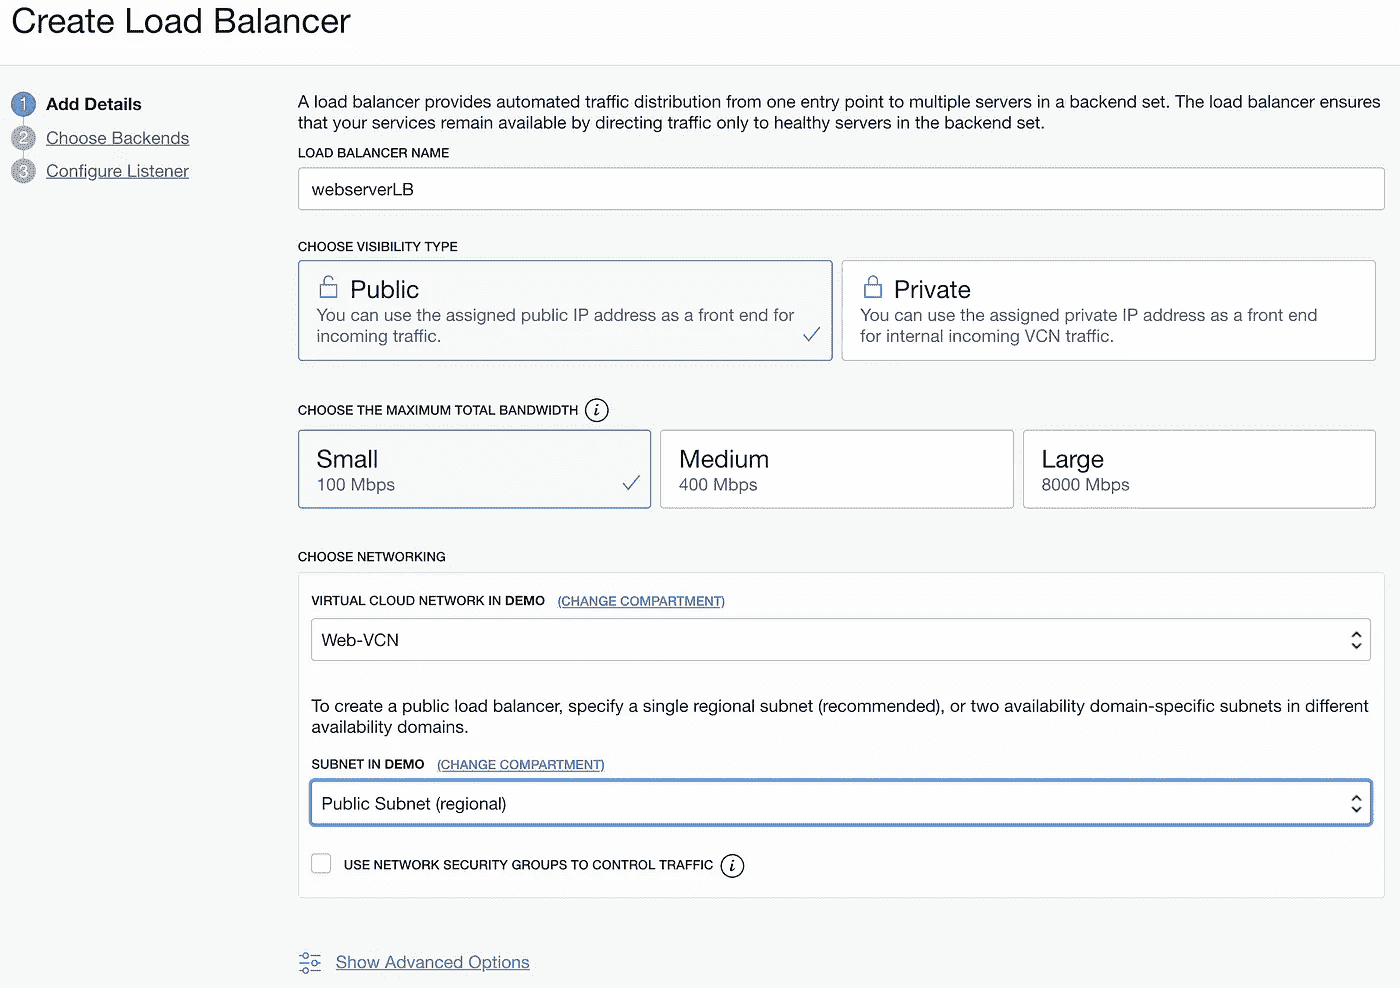 Create Load Balancer
1 Add Details
2 Choose Backends
3 Configure Listener
A load balancer provides automated traffic distribution from one entry point to multiple servers in a backend set. The load balancer ensures
that your services remain available by directing traffic only to healthy servers in the backend set.
LOAD BALANCER NAME
webserverLB
CHOOSE VISIBILITY TYPE
Public
You can use the assigned public IP address as a front end for
incoming traffic.
Private
You can use the assigned private IP address as a front end
for internal incoming VCN traffic.
CHOOSE THE MAXIMUM TOTAL BANDWIDTH i
Small
100 Mbps
Medium
400 Mbps
Large
8000 Mbps
CHOOSE NETWORKING
VIRTUAL CLOUD NETWORK IN DEMO (CHANGE COMPARTMENT)
Web-VCN
To create a public load balancer, specify a single regional subnet (recommended), or two availability domain-specific subnets in different
availability domains.
SUBNET IN DEMO (CHANGE COMPARTMENT)
Public Subnet (regional)
USE NETWORK SECURITY GROUPS TO CONTROL TRAFFIC i
Show Advanced Options